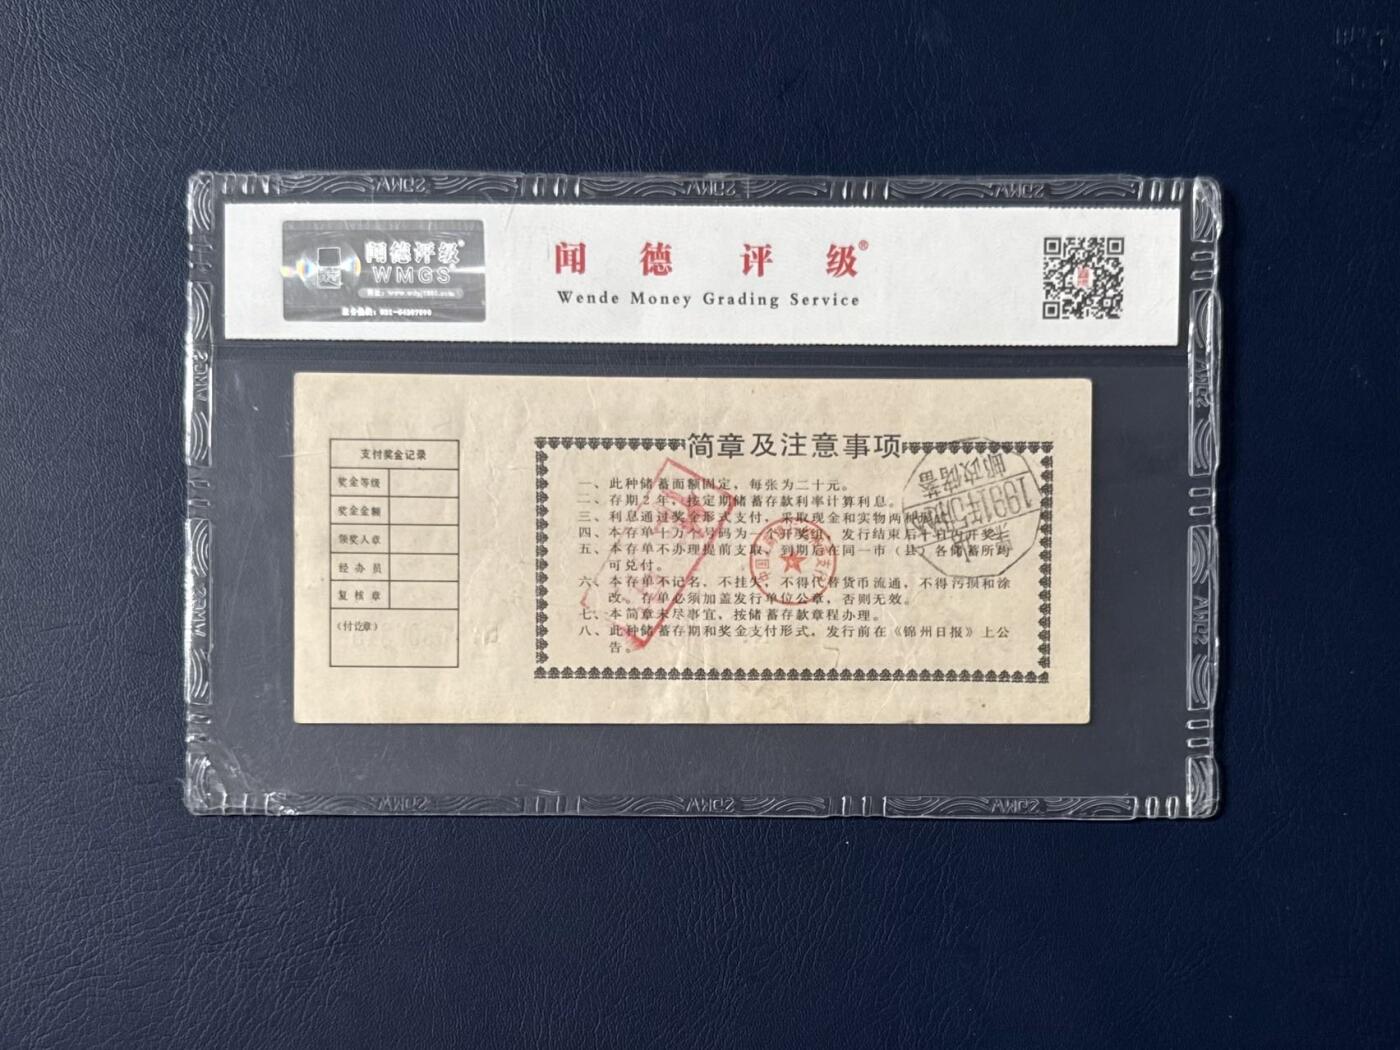 闻德评级®
WMGS
闻德评级®
Wende Money Grading Service
简章及注意事项
支付奖金记录
奖金等级
奖金金额
领奖人章
经办员
复核章
(付讫章)
一、此种储蓄面额固定，每张为二十元。
二、存期2年，按定期储蓄存款利率计算利息。
三、利息通过奖金形式支付，采取现金和实物两种
四、本存单十万个号码为一个开奖组，发行结束后十日内开奖。
五、本存单不办理提前支取，到期后在同一市（县）各储蓄所均
可兑付。
六、本存单不记名，不挂失，不得代替货币流通，不得污损和涂
改。存单必须加盖发行单位公章，否则无效。
七、本简章未尽事宜，按储蓄存款章程办理。
八、此种储蓄存期和奖金支付形式，发行前在《锦州日报》上公
告。
邮政储蓄
1991年5月